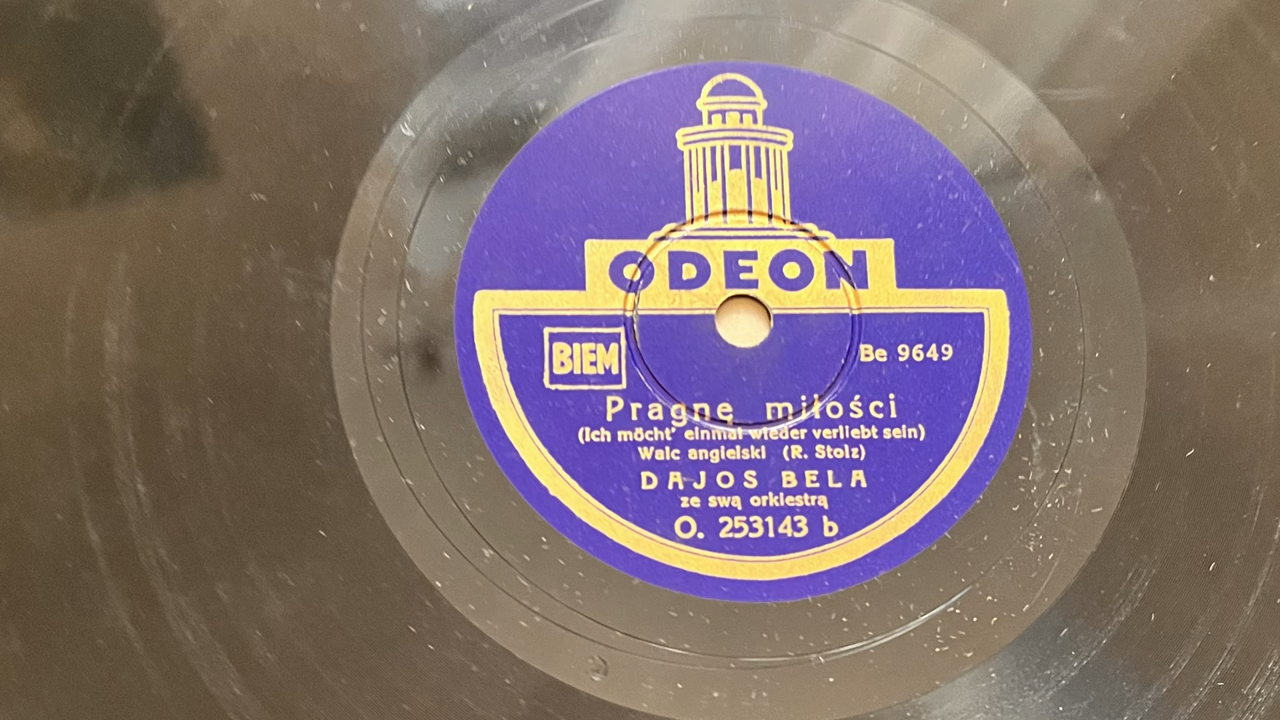 ODEON
BIEM
Be 9649
Pragnę miłości
(Ich möcht' einmal wieder verliebt sein)
Walc angielski (R. Stolz)
DAJOS BELA
ze swą orkiestrą
O. 253143 b